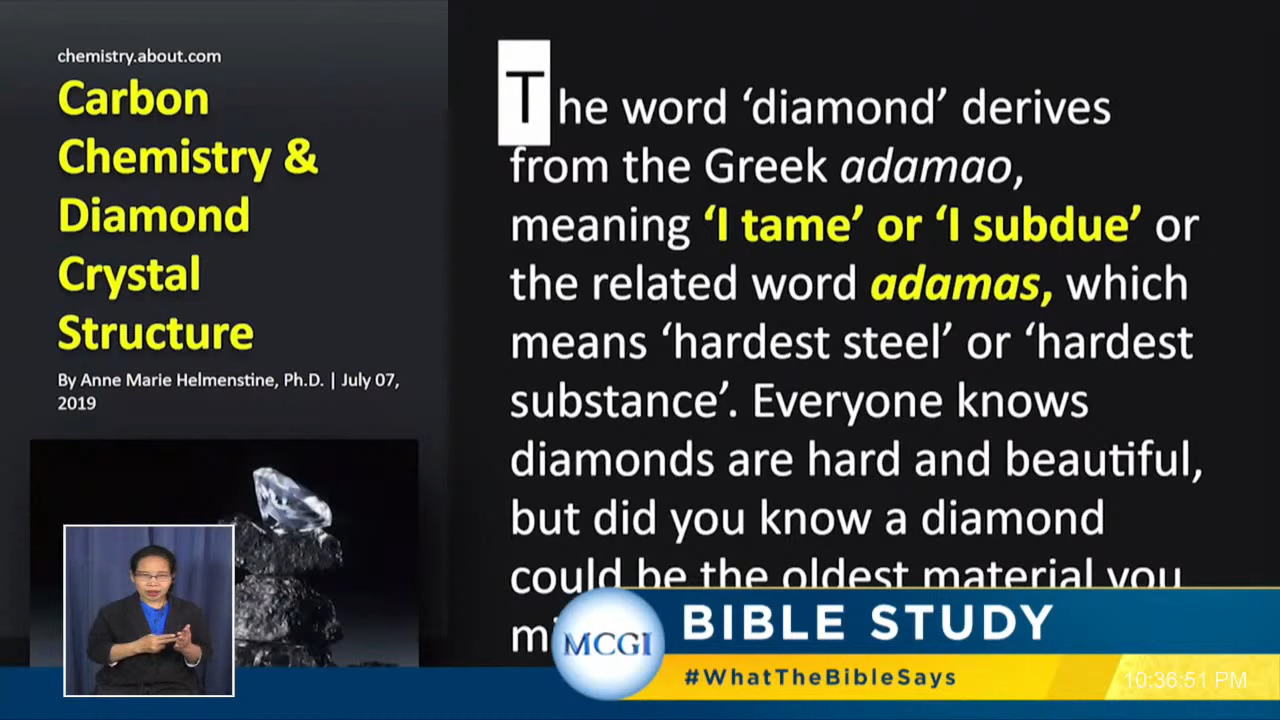 chemistry.about.com
Carbon
Chemistry &
Diamond
Crystal
Structure
By Anne Marie Helmenstine, Ph.D. | July 07,
2019
The word ‘diamond’ derives
from the Greek adamao,
meaning ‘I tame’ or ‘I subdue’ or
the related word adamas, which
means ‘hardest steel’ or ‘hardest
substance’. Everyone knows
diamonds are hard and beautiful,
but did you know a diamond
could be the oldest material you
MCGI
BIBLE STUDY
#WhatTheBibleSays
10:36:51 PM